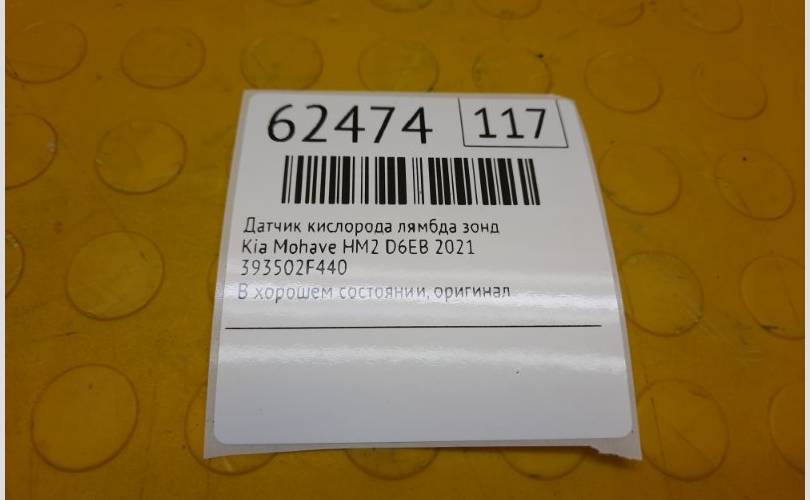 62474 117
Датчик кислорода лямбда зонд
Kia Mohave HM2 D6EB 2021
393502F440
В хорошем состоянии, оригинал